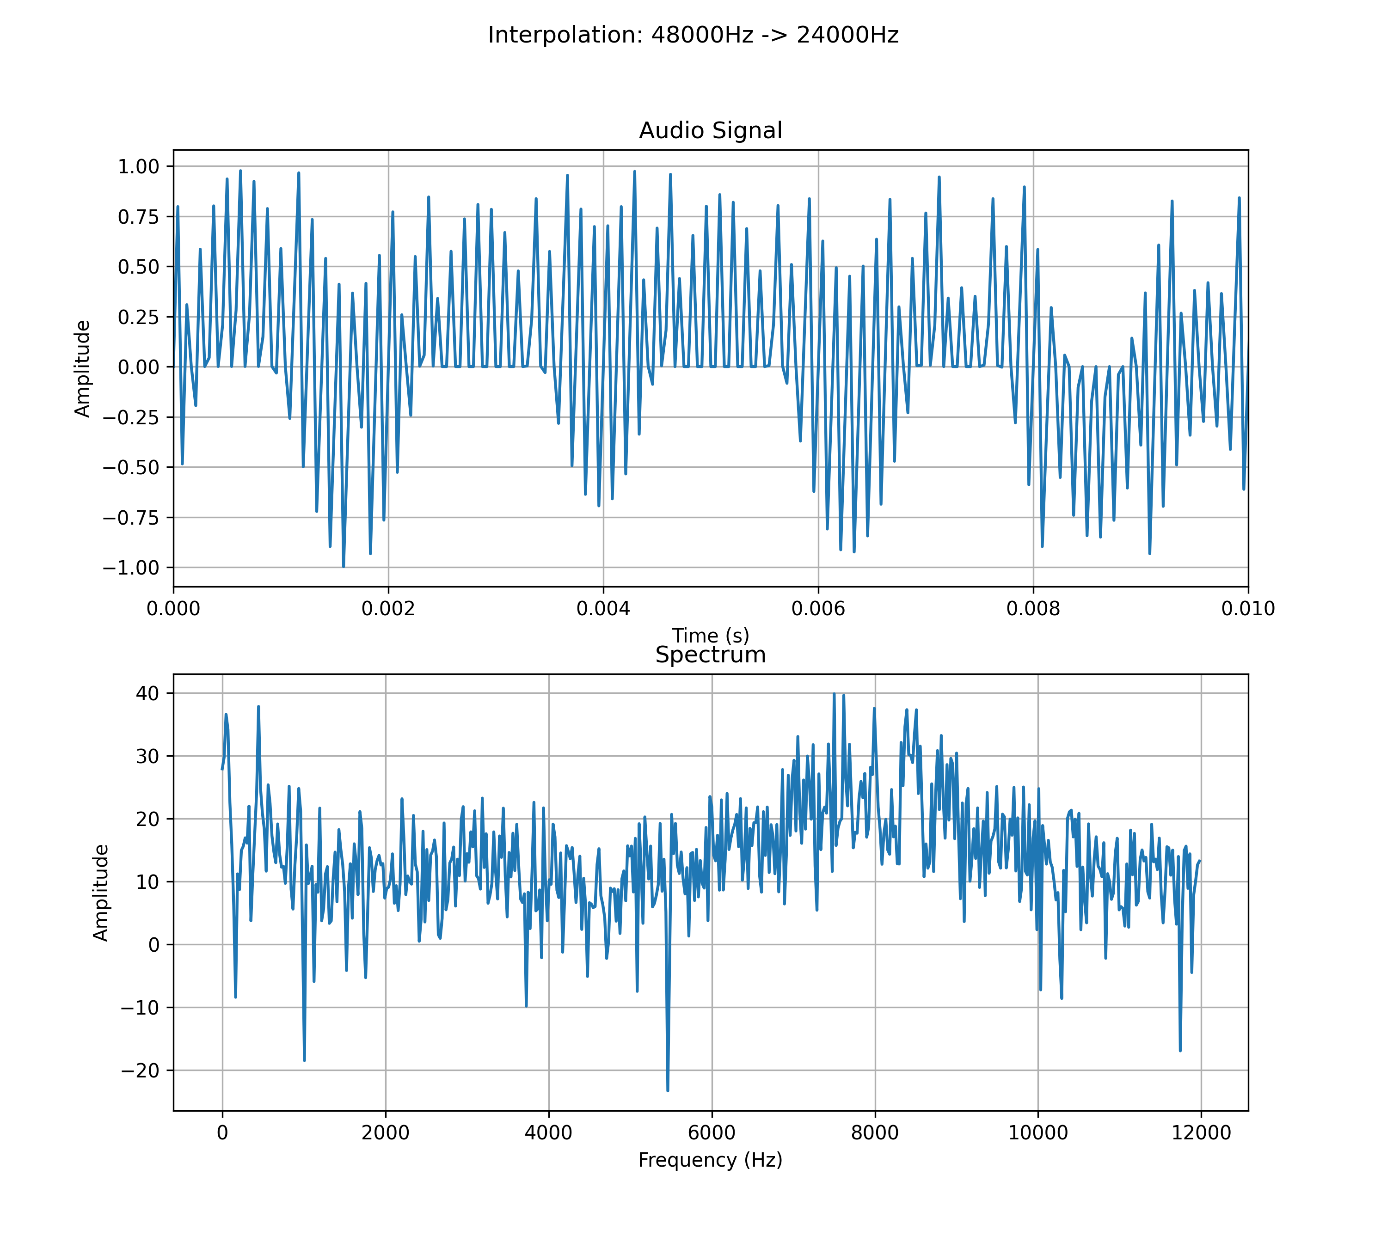 Interpolation: 48000Hz -> 24000Hz
Audio Signal
Amplitude
1.00
0.75
0.50
0.25
0.00
−0.25
−0.50
−0.75
−1.00
0.000 0.002 0.004 0.006 0.008 0.010
Time (s)
Spectrum
Amplitude
40
30
20
10
0
−10
−20
0 2000 4000 6000 8000 10000 12000
Frequency (Hz)